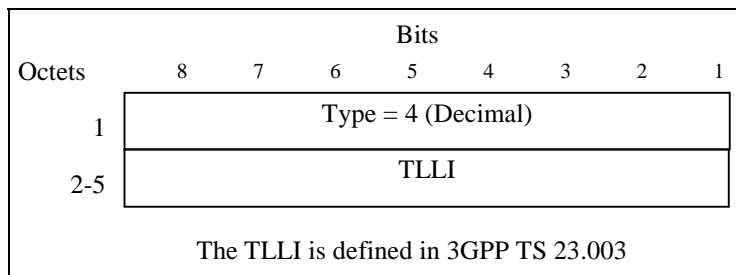 Bits
Octets 8 7 6 5 4 3 2 1
1 Type = 4 (Decimal)
2-5 TLLI
The TLLI is defined in 3GPP TS 23.003